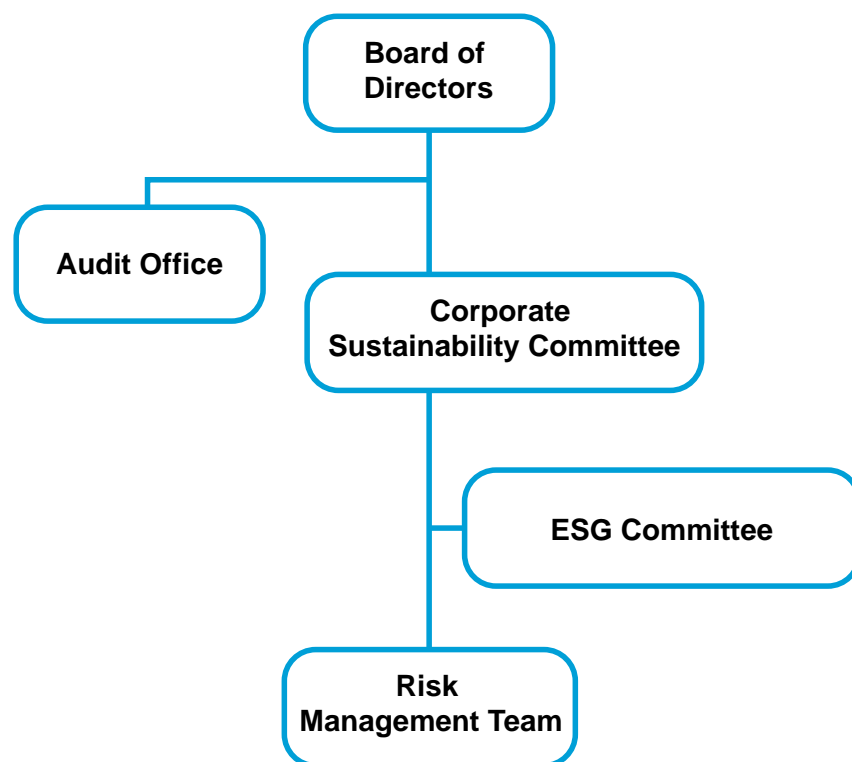 Board of
Directors
Audit Office
Corporate
Sustainability Committee
ESG Committee
Risk
Management Team